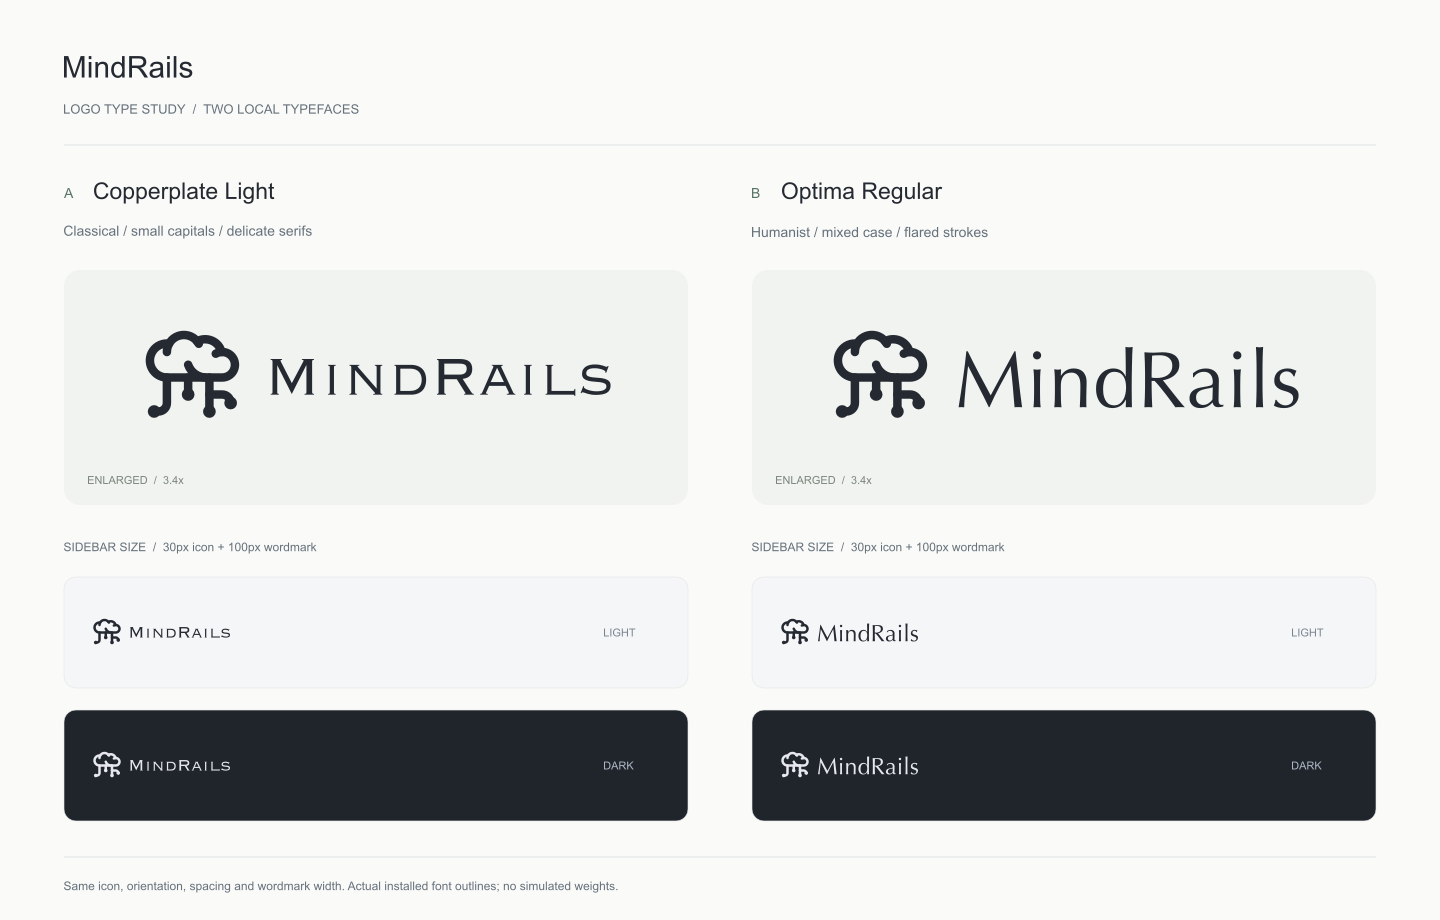 MindRails
LOGO TYPE STUDY / TWO LOCAL TYPEFACES
A Copperplate Light
Classical / small capitals / delicate serifs
MINDRAILS
ENLARGED / 3.4x
SIDEBAR SIZE / 30px icon + 100px wordmark
MINDRAILS
LIGHT
MINDRAILS
DARK
B Optima Regular
Humanist / mixed case / flared strokes
MindRails
ENLARGED / 3.4x
SIDEBAR SIZE / 30px icon + 100px wordmark
MindRails
LIGHT
MindRails
DARK
Same icon, orientation, spacing and wordmark width. Actual installed font outlines; no simulated weights.